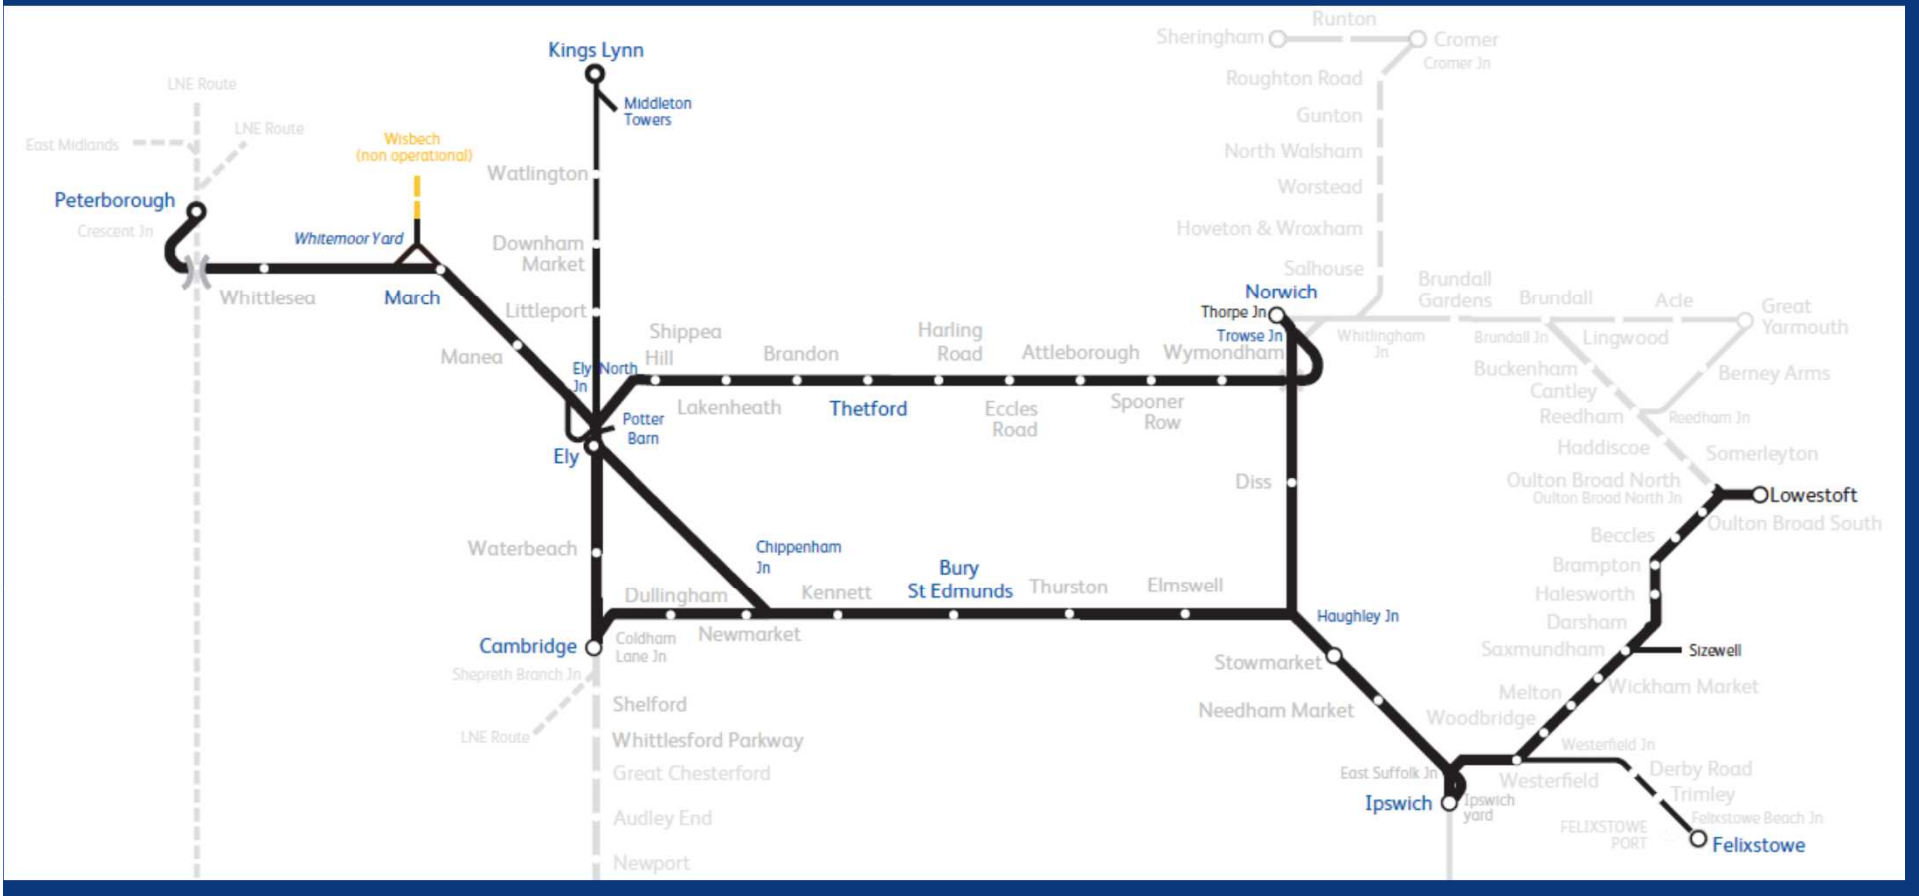 Runton
Sheringham
Cromer
Cromer Jn
Kings Lynn
Roughton Road
LNE Route
Middleton
Towers
Gunton
LNE Route
East Midlands
Wisbech
(non operational)
North Walsham
Watlington
Worstead
Peterborough
Crescent Jn
Whitemoor Yard
Hoveton & Wroxham
Downham
Market
Salhouse
Brundall
Gardens
Brundall
Acle
Great
Yarmouth
Whittlesea
March
Norwich
Thorpe Jn
Trowse Jn
Littleport
Whitlingham
Jn
Brundall Jn
Lingwood
Shippea
Hill
Harling
Road
Brandon
Attleborough
Wymondham
Manea
Ely North
Jn
Buckenham
Berney Arms
Cantley
Lakenheath
Thetford
Eccles
Road
Spooner
Row
Reedham
Reedham Jn
Potter
Barn
Ely
Haddiscoe
Somerleyton
Diss
Oulton Broad North
Oulton Broad North Jn
Lowestoft
Oulton Broad South
Beccles
Waterbeach
Chippenham
Jn
Brampton
Bury
St Edmunds
Dullingham
Kennett
Thurston
Elmswell
Halesworth
Haughley Jn
Darsham
Cambridge
Coldham
Lane Jn
Newmarket
Saxmundham
Sizewell
Stowmarket
Shepreth Branch Jn
Wickham Market
Melton
Shelford
Needham Market
Woodbridge
LNE Route
Whittlesford Parkway
Westerfield Jn
Great Chesterford
East Suffolk Jn
Westerfield
Derby Road
Trimley
Ipswich
Ipswich
yard
Audley End
Felixstowe Beach Jn
FELIXSTOWE
PORT
Felixstowe
Newport